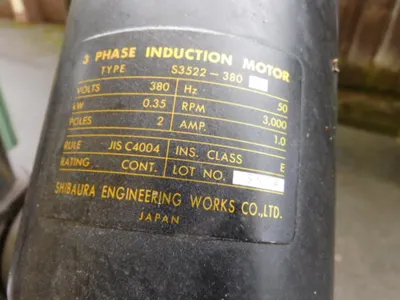 3 PHASE INDUCTION MOTOR
TYPE S3522-380
VOLTS 380 Hz 50
kW 0.35 RPM 3,000
POLES 2 AMP. 1.0
RULE JIS C4004 INS. CLASS E
RATING CONT. LOT NO.
SHIBAURA ENGINEERING WORKS CO.,LTD.
JAPAN